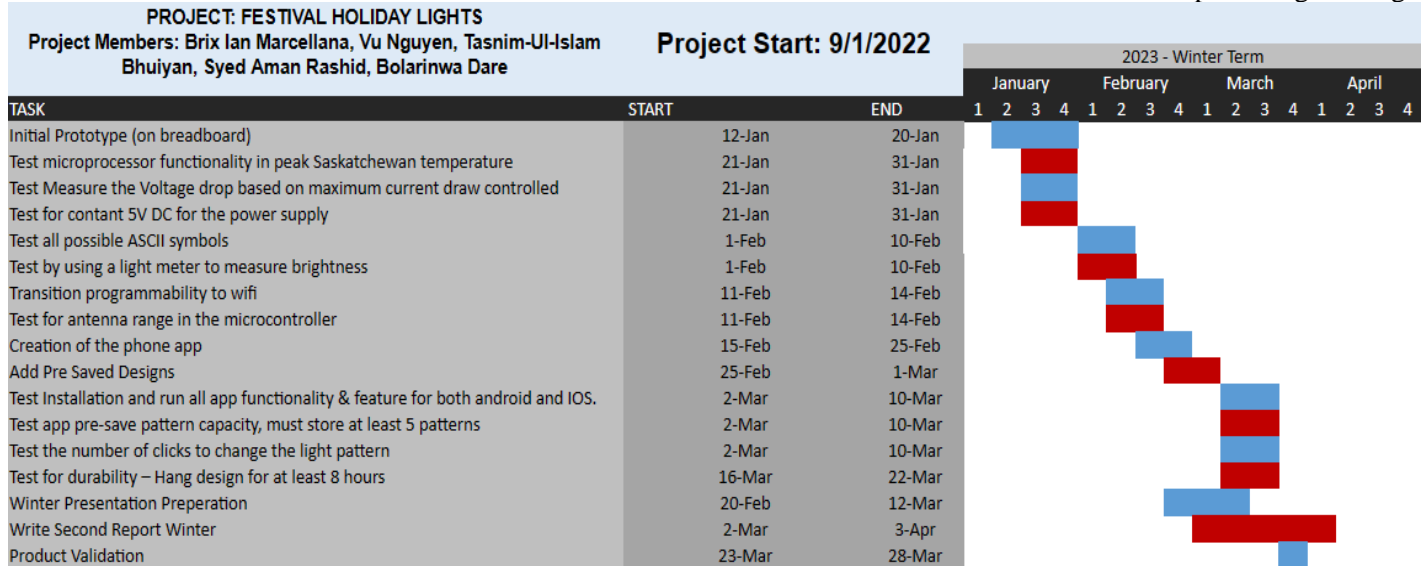 PROJECT: FESTIVAL HOLIDAY LIGHTS
Project Members: Brix Ian Marcellana, Vu Nguyen, Tasnim-Ul-Islam
Bhuiyan, Syed Aman Rashid, Bolarinwa Dare
Project Start: 9/1/2022
2023 - Winter Term
January February March April
TASK START END 1 2 3 4 1 2 3 4 1 2 3 4 1 2 3 4
Initial Prototype (on breadboard) 12-Jan 20-Jan
Test microprocessor functionality in peak Saskatchewan temperature 21-Jan 31-Jan
Test Measure the Voltage drop based on maximum current draw controlled 21-Jan 31-Jan
Test for contant 5V DC for the power supply 21-Jan 31-Jan
Test all possible ASCII symbols 1-Feb 10-Feb
Test by using a light meter to measure brightness 1-Feb 10-Feb
Transition programmability to wifi 11-Feb 14-Feb
Test for antenna range in the microcontroller 11-Feb 14-Feb
Creation of the phone app 15-Feb 25-Feb
Add Pre Saved Designs 25-Feb 1-Mar
Test Installation and run all app functionality & feature for both android and IOS. 2-Mar 10-Mar
Test app pre-save pattern capacity, must store at least 5 patterns 2-Mar 10-Mar
Test the number of clicks to change the light pattern 2-Mar 10-Mar
Test for durability – Hang design for at least 8 hours 16-Mar 22-Mar
Winter Presentation Preperation 20-Feb 12-Mar
Write Second Report Winter 2-Mar 3-Apr
Product Validation 23-Mar 28-Mar